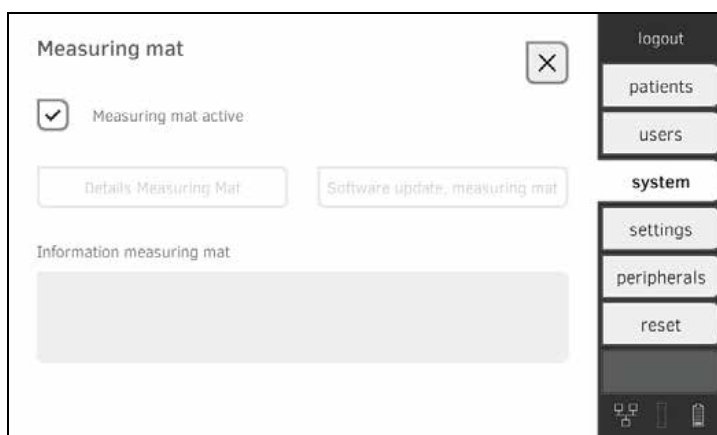 Measuring mat
Measuring mat active
Details Measuring Mat
Software update, measuring mat
Information measuring mat
logout
patients
users
system
settings
peripherals
reset